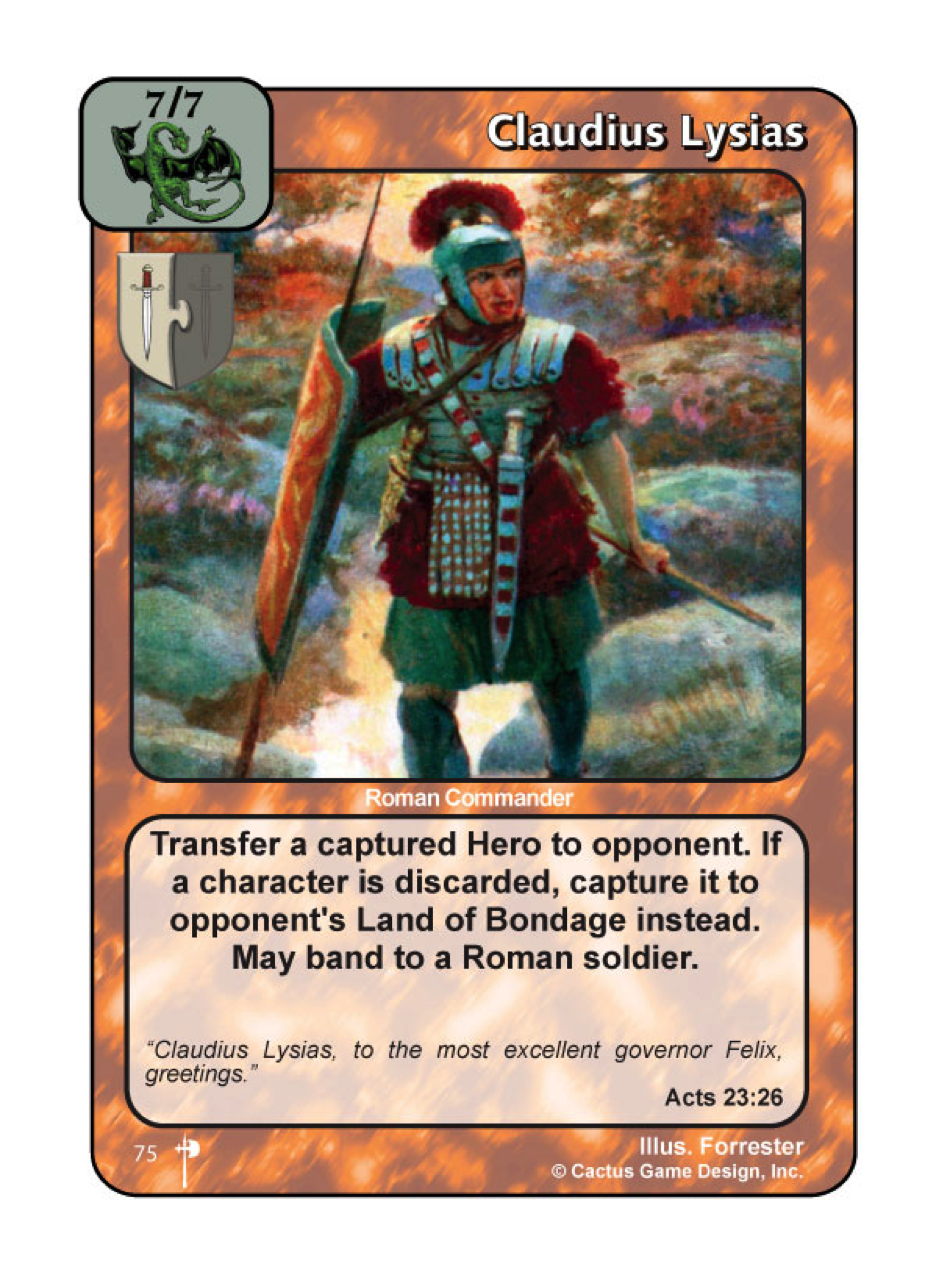 7/7
Claudius Lysias
Roman Commander
Transfer a captured Hero to opponent. If
a character is discarded, capture it to
opponent's Land of Bondage instead.
May band to a Roman soldier.
“Claudius Lysias, to the most excellent governor Felix,
greetings.”
Acts 23:26
75
Illus. Forrester
© Cactus Game Design, Inc.